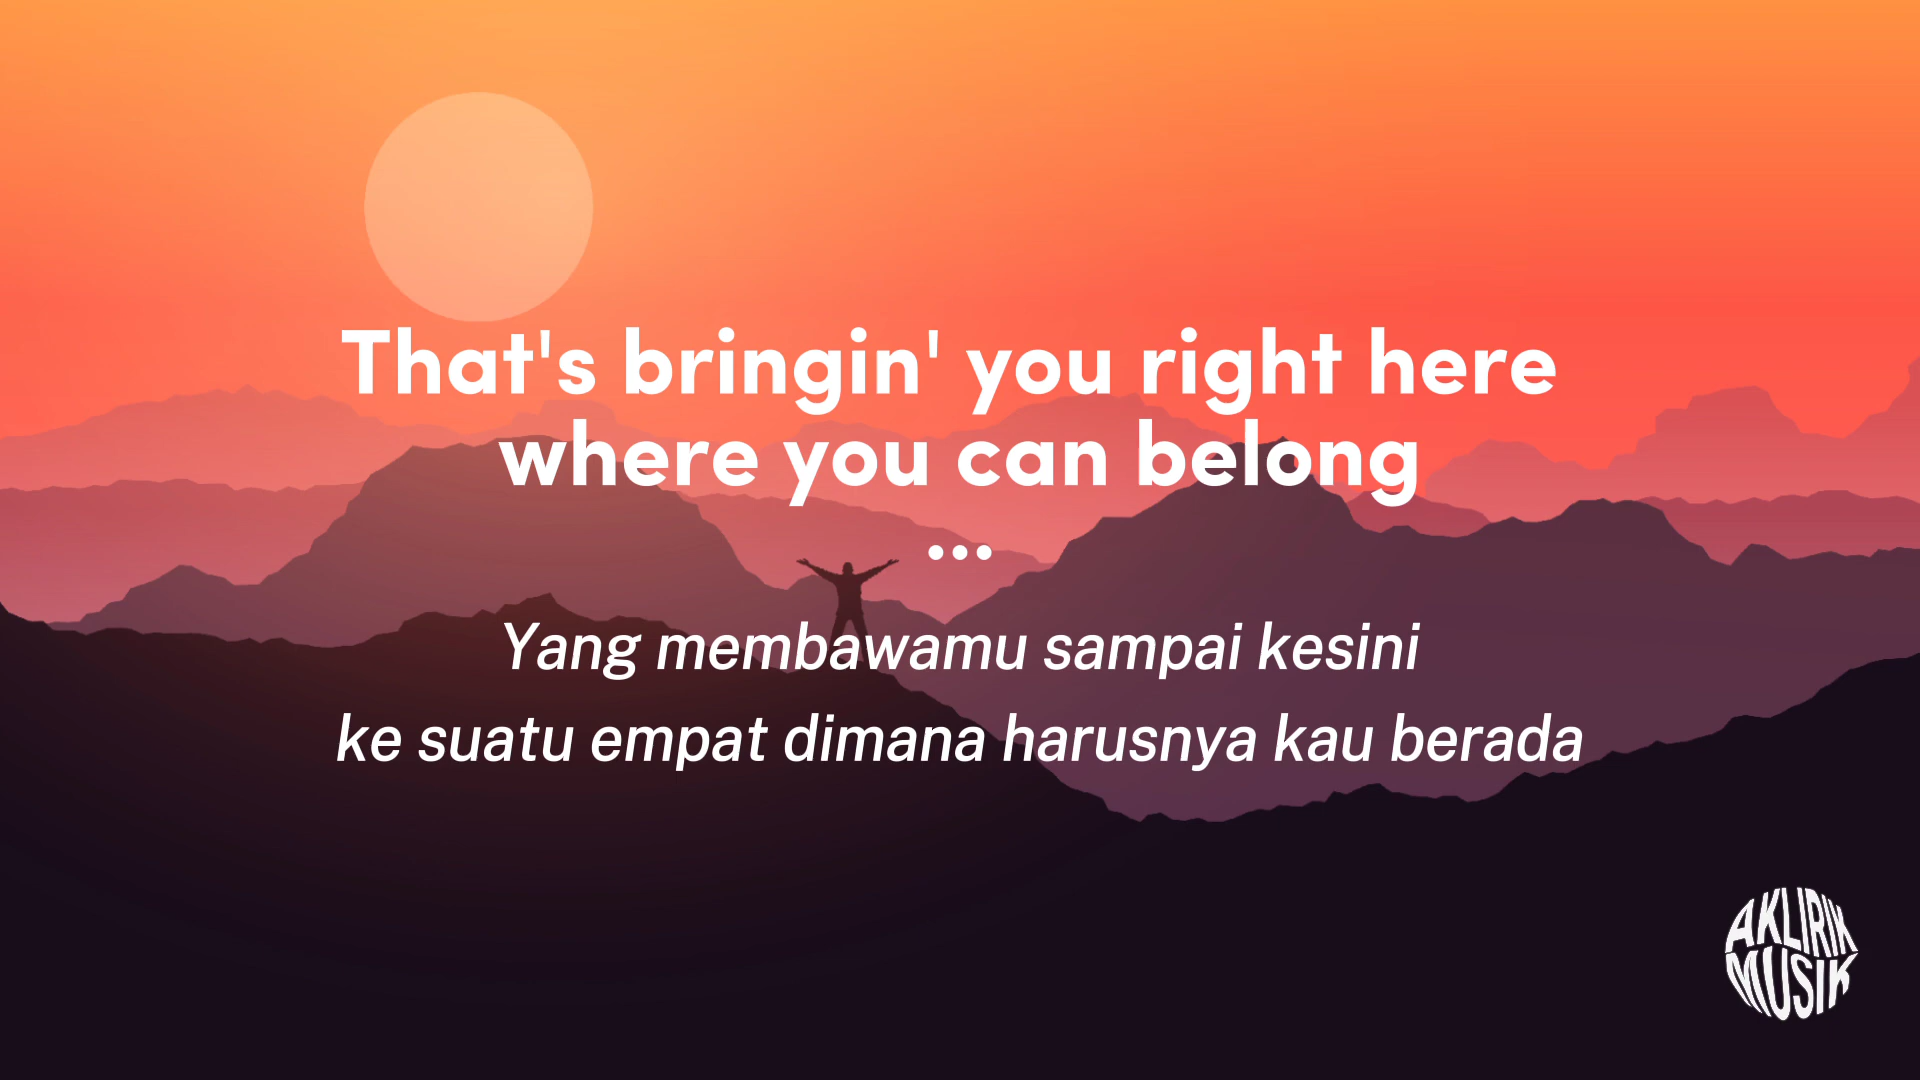 That's bringin' you right here
where you can belong
...
Yang membawamu sampai kesini
ke suatu empat dimana harusnya kau berada
AKLIRIK
MUSIK